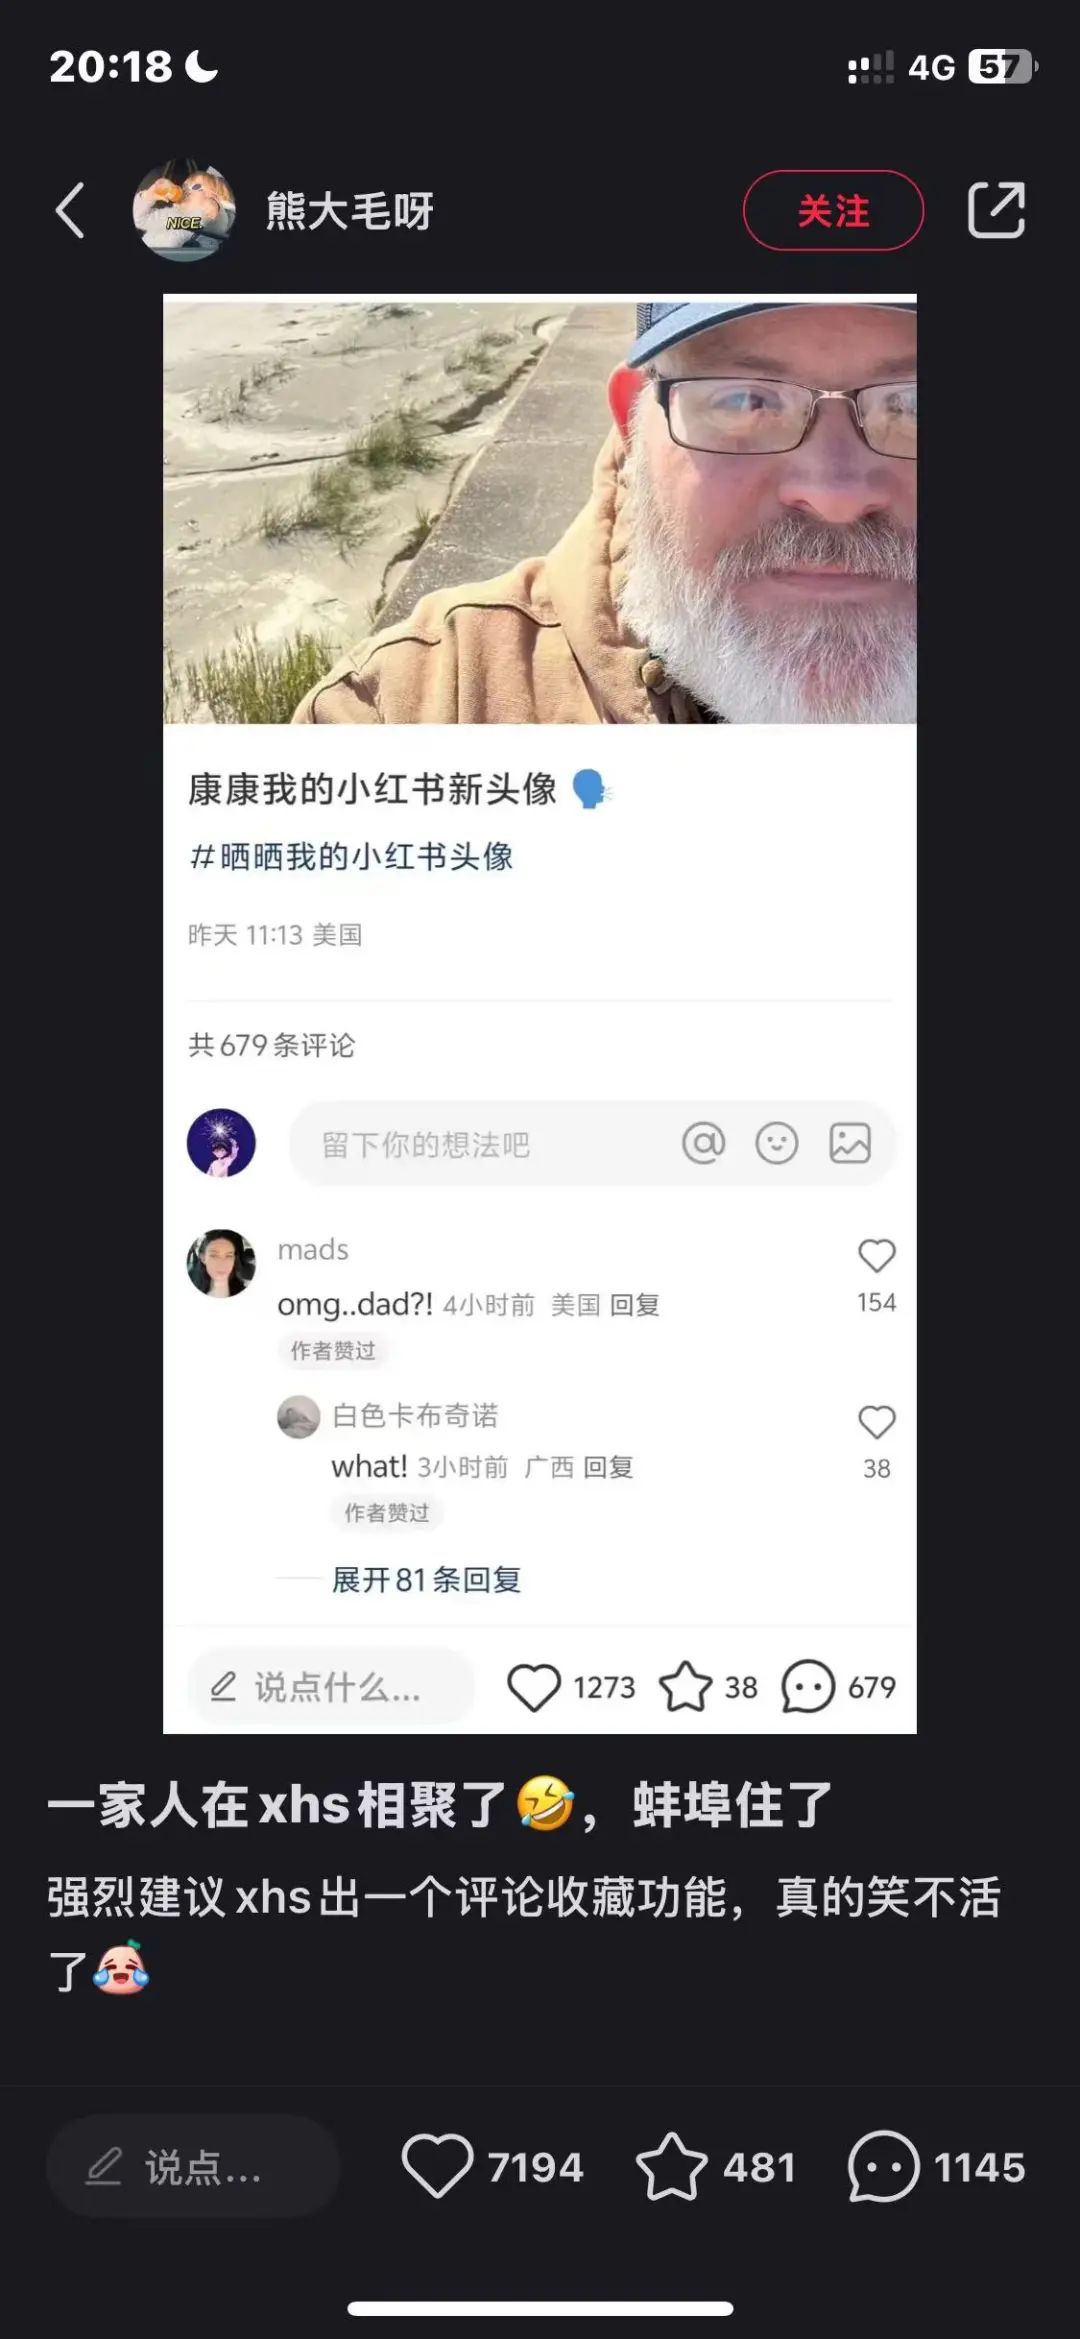 20:18
4G 57
NICE.
熊大毛呀
关注
康康我的小红书新头像 🗣️
#晒晒我的小红书头像
昨天 11:13 美国
共679条评论
留下你的想法吧
mads
omg..dad?! 4小时前 美国 回复
154
作者赞过
白色卡布奇诺
what! 3小时前 广西 回复
38
作者赞过
展开81条回复
说点什么... 1273 38 679
一家人在xhs相聚了🤣，蚌埠住了
强烈建议xhs出一个评论收藏功能，真的笑不活
了
说点... 7194 481 1145